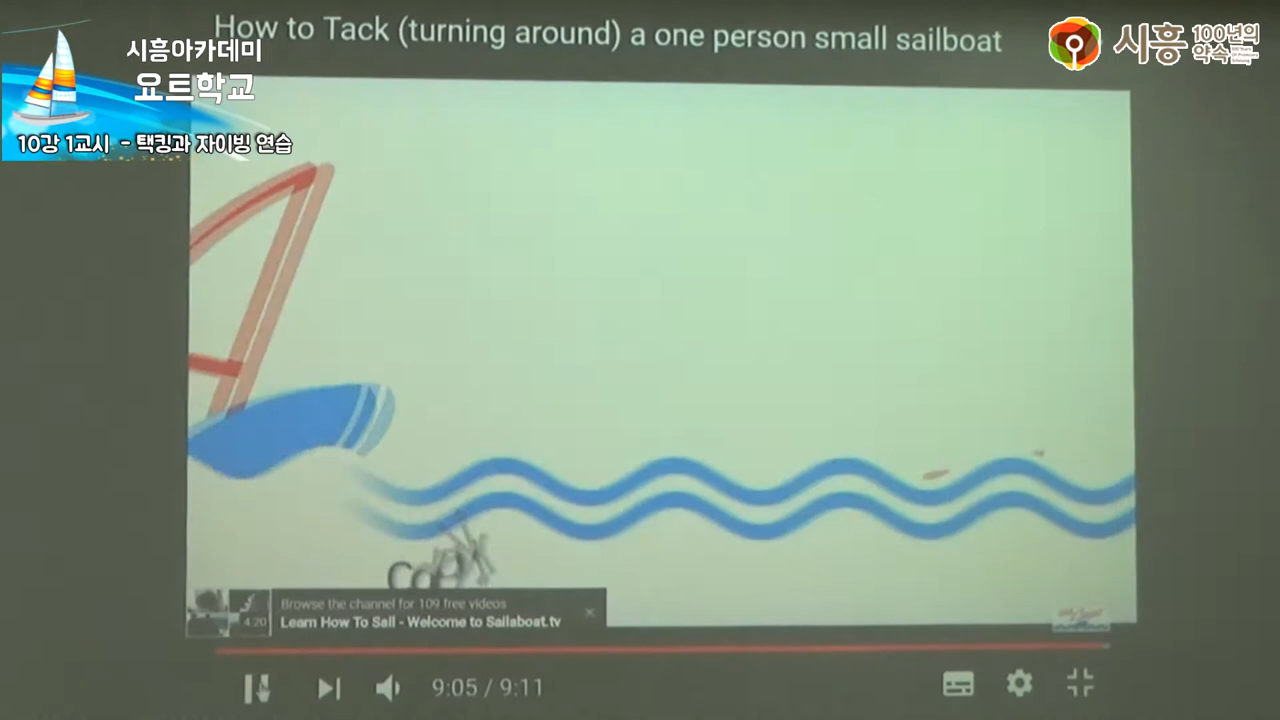 How to Tack (turning around) a one person small sailboat
시흥아카데미
요트학교
10강 1교시 - 택킹과 자이빙 연습
시흥 100년의 약속
Browse the channel for 109 free videos
Learn How To Sail - Welcome to Sailaboat.tv
4:20
9:05 / 9:11